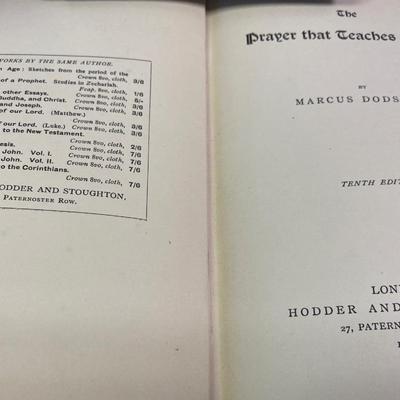 WORKS BY THE SAME AUTHOR.
n Age: Sketches from the period of the
Crown 8vo, cloth, 3/6
of a Prophet. Studies in Zechariah.
Fcap. 8vo, cloth, 1/6
other Essays. Crown 8vo, cloth, 5/-
Buddha, and Christ. Crown 8vo, cloth, 3/6
and Joseph. Crown 8vo, cloth, 3/6
of our Lord. (Matthew.)
Crown 8vo, cloth, 3/6
of our Lord. (Luke.) Crown 8vo, cloth, 3/6
to the New Testament.
Crown 8vo, cloth, 2/6
esis. Crown 8vo, cloth, 7/6
John. Vol. I. Crown 8vo, cloth, 7/6
John. Vol. II. Crown 8vo, cloth, 7/6
to the Corinthians.
Crown 8vo, cloth, 7/6
ODDER AND STOUGHTON,
PATERNOSTER ROW.
The
Prayer that Teaches
BY
MARCUS DODS
TENTH EDIT
LON
HODDER AND
27, PATERN